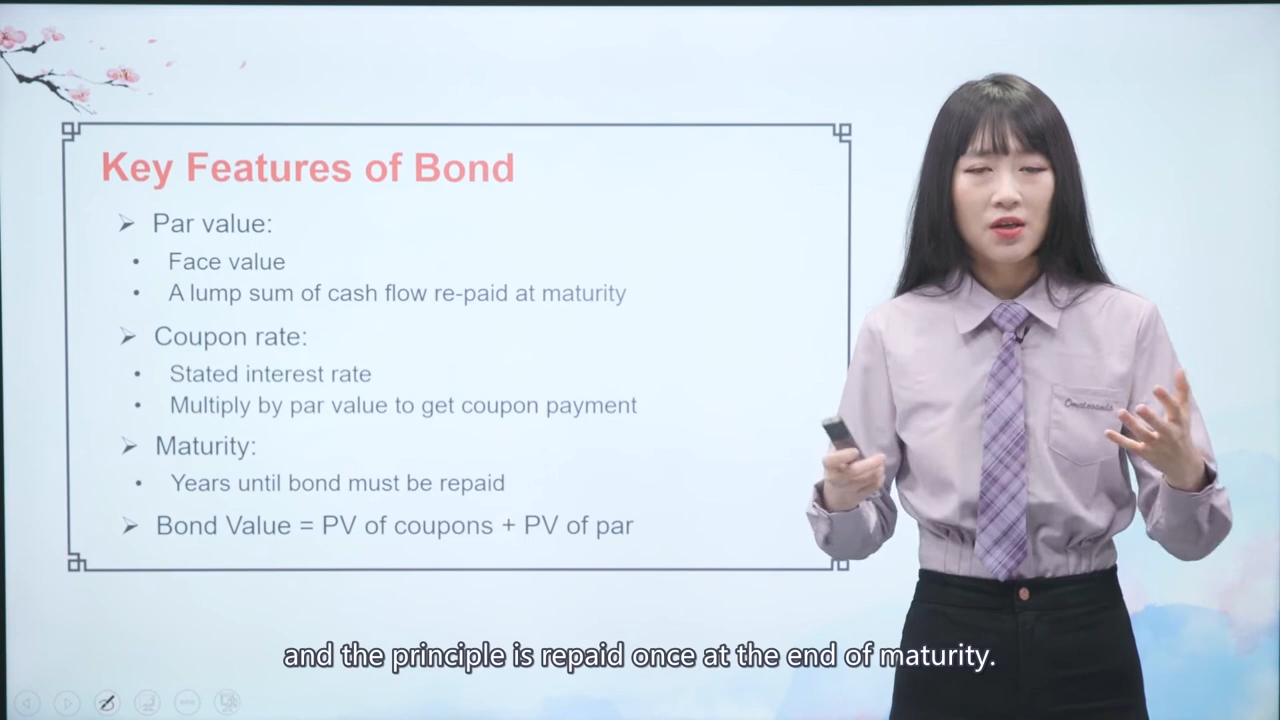 Key Features of Bond
➢ Par value:
• Face value
• A lump sum of cash flow re-paid at maturity
➢ Coupon rate:
• Stated interest rate
• Multiply by par value to get coupon payment
➢ Maturity:
• Years until bond must be repaid
➢ Bond Value = PV of coupons + PV of par
and the principle is repaid once at the end of maturity.